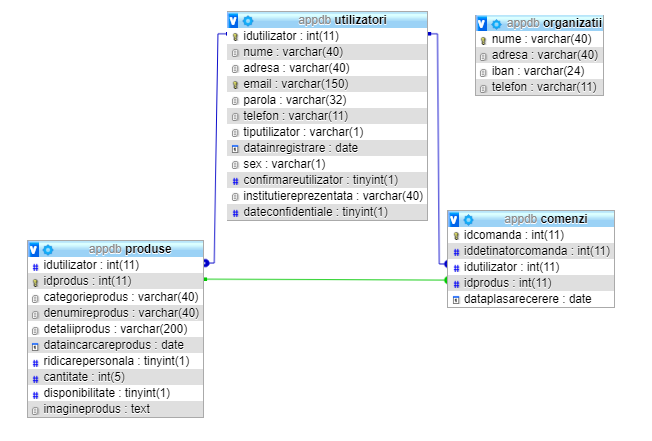 appdb utilizatori
idutilizator : int(11)
nume : varchar(40)
adresa : varchar(40)
email : varchar(150)
parola : varchar(32)
telefon : varchar(11)
tiputilizator : varchar(1)
datainregistrare : date
sex : varchar(1)
confirmareutilizator : tinyint(1)
institutiereprezentata : varchar(40)
dateconfidentiale : tinyint(1)
appdb organizatii
nume : varchar(40)
adresa : varchar(40)
iban : varchar(24)
telefon : varchar(11)
appdb produse
idutilizator : int(11)
idprodus : int(11)
categorieprodus : varchar(40)
denumireprodus : varchar(40)
detaliiprodus : varchar(200)
dataincarcareprodus : date
ridicarepersonala : tinyint(1)
cantitate : int(5)
disponibilitate : tinyint(1)
imagineprodus : text
appdb comenzi
idcomanda : int(11)
iddetinatorcomanda : int(11)
idutilizator : int(11)
idprodus : int(11)
dataplasarecerere : date